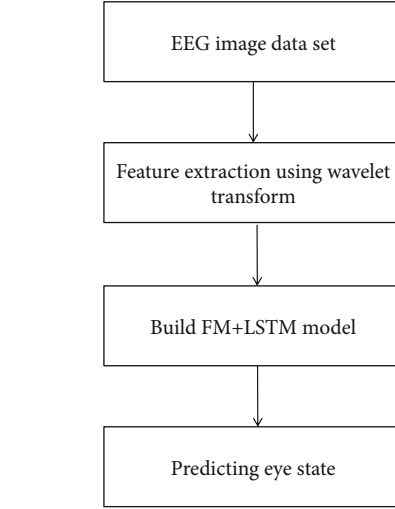 EEG image data set
Feature extraction using wavelet
transform
Build FM+LSTM model
Predicting eye state